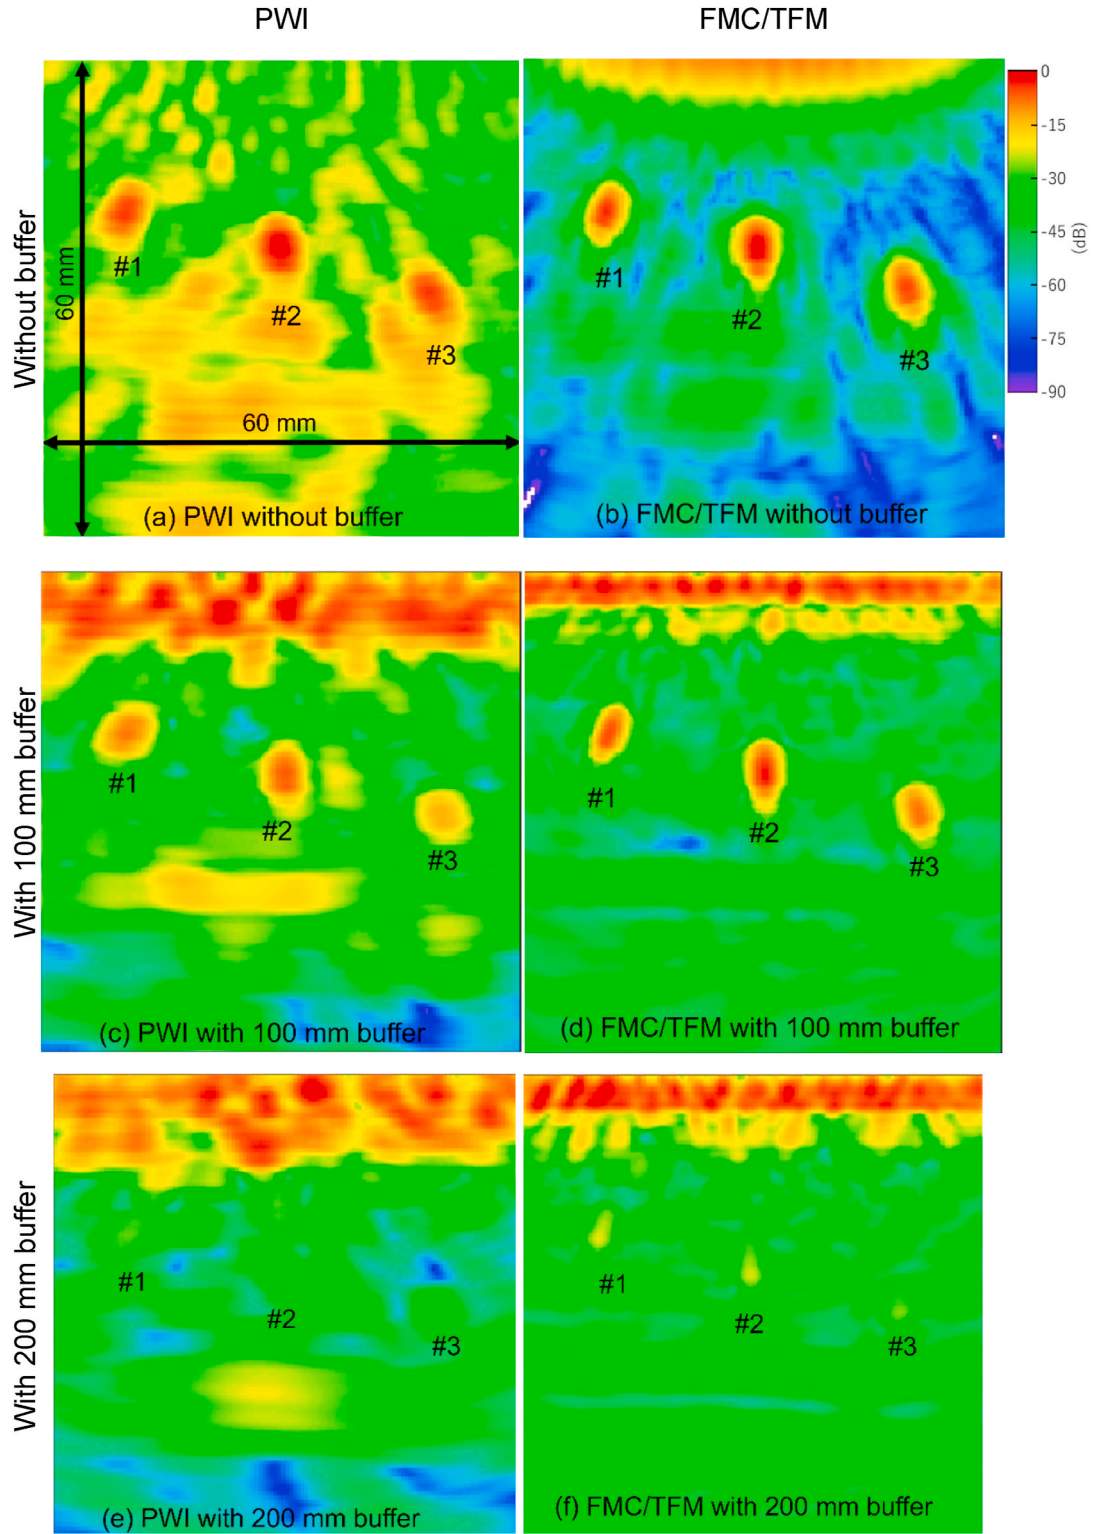 PWI
FMC/TFM
Without buffer
60 mm
60 mm
#1
#2
#3
(a) PWI without buffer
#1
#2
#3
(b) FMC/TFM without buffer
0
-15
-30
-45
-60
-75
-90
(dB)
With 100 mm buffer
#1
#2
#3
(c) PWI with 100 mm buffer
#1
#2
#3
(d) FMC/TFM with 100 mm buffer
With 200 mm buffer
#1
#2
#3
(e) PWI with 200 mm buffer
#1
#2
#3
(f) FMC/TFM with 200 mm buffer